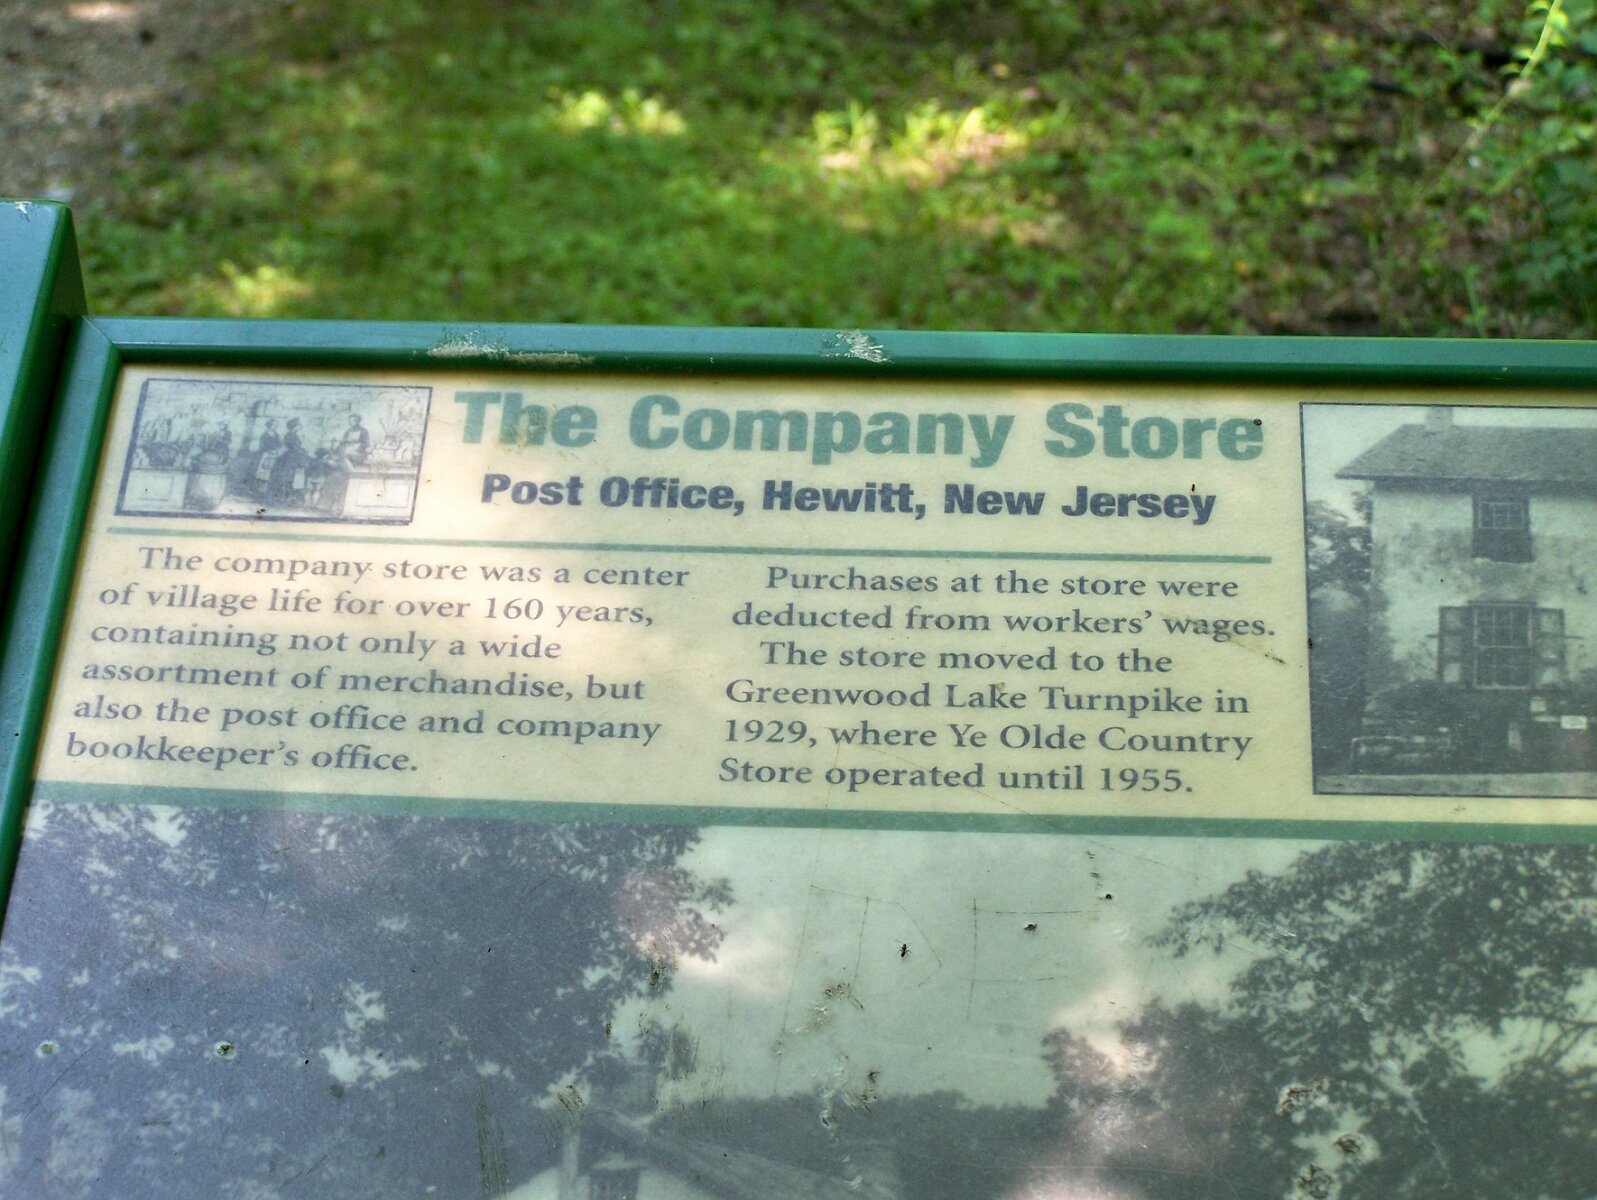 The Company Store
Post Office, Hewitt, New Jersey
The company store was a center
of village life for over 160 years,
containing not only a wide
assortment of merchandise, but
also the post office and company
bookkeeper's office.
Purchases at the store were
deducted from workers' wages.
The store moved to the
Greenwood Lake Turnpike in
1929, where Ye Olde Country
Store operated until 1955.